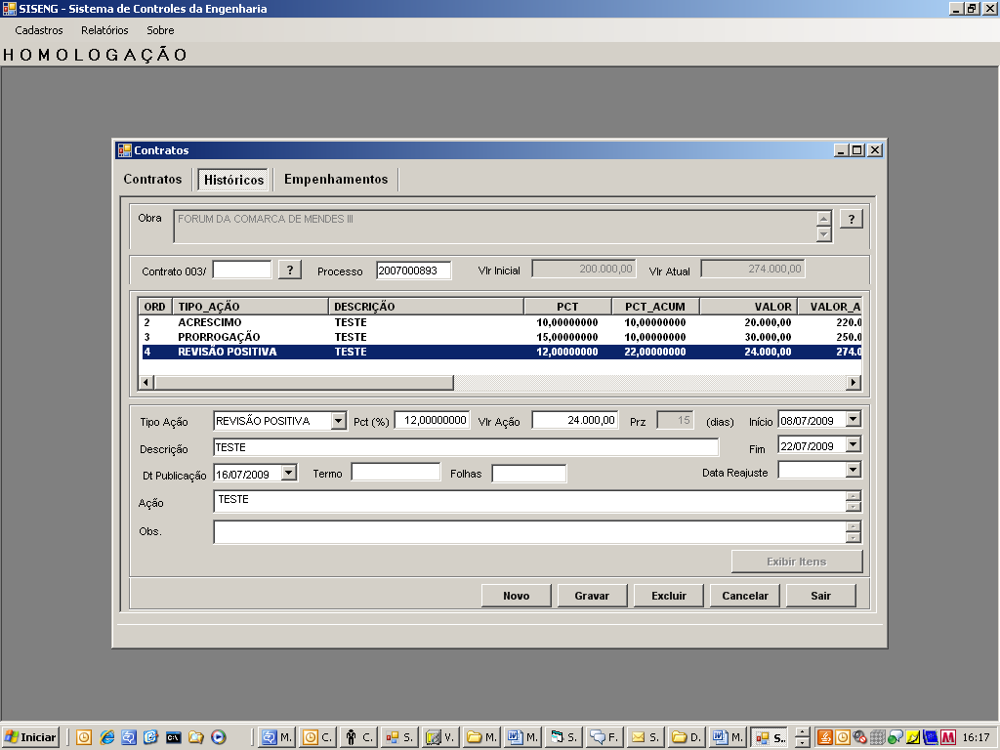 SISENG - Sistema de Controles da Engenharia
Cadastros Relatórios Sobre
HOMOLOGAÇÃO
Contratos
Contratos Históricos Empenhamentos
Obra FORUM DA COMARCA DE MENDES III ?
Contrato 003/ ? Processo 2007000893 Vlr Inicial 200.000,00 Vlr Atual 274.000,00
ORD TIPO_AÇÃO DESCRIÇÃO PCT PCT_ACUM VALOR VALOR_A
2 ACRESCIMO TESTE 10,00000000 10,00000000 20.000,00 220.0
3 PRORROGAÇÃO TESTE 15,00000000 10,00000000 30.000,00 250.0
4 REVISÃO POSITIVA TESTE 12,00000000 22,00000000 24.000,00 274.0
Tipo Ação REVISÃO POSITIVA Pct (%) 12,00000000 Vlr Ação 24.000,00 Prz 15 (dias) Início 08/07/2009
Descrição TESTE Fim 22/07/2009
Dt Publicação 16/07/2009 Termo Folhas Data Reajuste
Ação TESTE
Obs.
Exibir Itens
Novo Gravar Excluir Cancelar Sair
Iniciar M. C. C. S. V. M. M. S. F. S. D. M. S.. 16:17